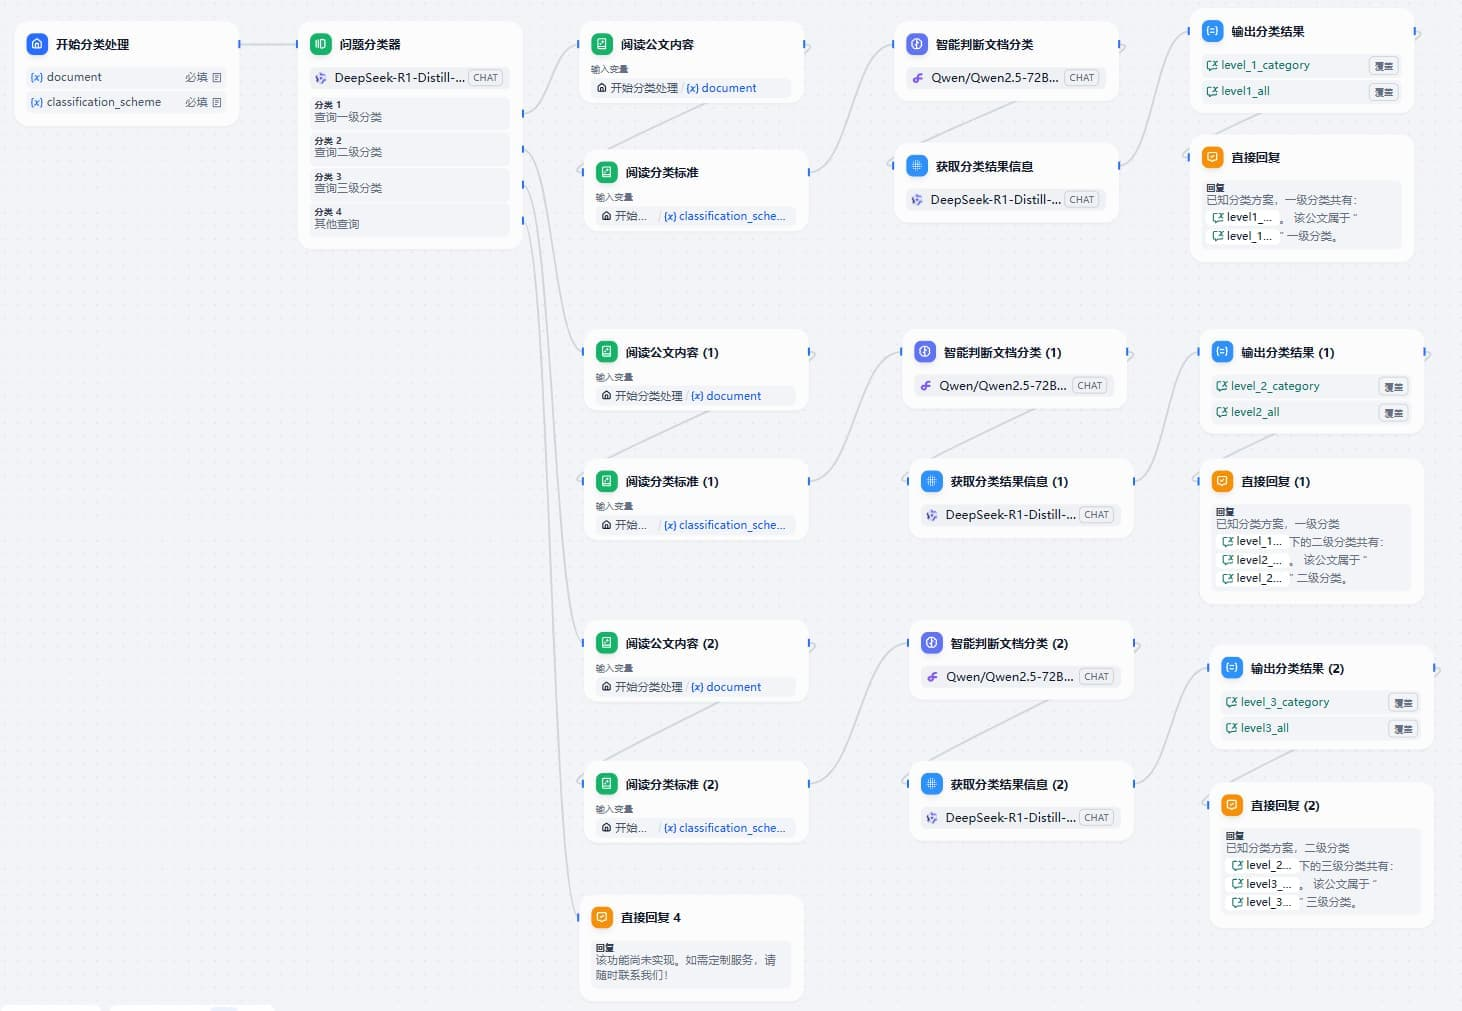 开始分类处理
{x} document 必填
{x} classification_scheme 必填
问题分类器
DeepSeek-R1-Distill-... CHAT
分类 1
查询一级分类
分类 2
查询二级分类
分类 3
查询三级分类
分类 4
其他查询
阅读公文内容
输入变量
开始分类处理 / {x} document
阅读分类标准
输入变量
开始... / {x} classification_sche...
智能判断文档分类
Qwen/Qwen2.5-72B... CHAT
获取分类结果信息
DeepSeek-R1-Distill-... CHAT
输出分类结果
level_1_category 覆盖
level1_all 覆盖
直接回复
回复
已知分类方案，一级分类共有：
level1_... 。 该公文属于 “
level_1... ” 一级分类。
阅读公文内容 (1)
输入变量
开始分类处理 / {x} document
阅读分类标准 (1)
输入变量
开始... / {x} classification_sche...
智能判断文档分类 (1)
Qwen/Qwen2.5-72B... CHAT
获取分类结果信息 (1)
DeepSeek-R1-Distill-... CHAT
输出分类结果 (1)
level_2_category 覆盖
level2_all 覆盖
直接回复 (1)
回复
已知分类方案，一级分类
level_1... 下的二级分类共有：
level2_... 。 该公文属于 “
level_2... ” 二级分类。
阅读公文内容 (2)
输入变量
开始分类处理 / {x} document
阅读分类标准 (2)
输入变量
开始... / {x} classification_sche...
智能判断文档分类 (2)
Qwen/Qwen2.5-72B... CHAT
获取分类结果信息 (2)
DeepSeek-R1-Distill-... CHAT
输出分类结果 (2)
level_3_category 覆盖
level3_all 覆盖
直接回复 (2)
回复
已知分类方案，二级分类
level_2... 下的三级分类共有：
level3_... 。 该公文属于 “
level_3... ” 三级分类。
直接回复 4
回复
该功能尚未实现。如需定制服务，请
随时联系我们！